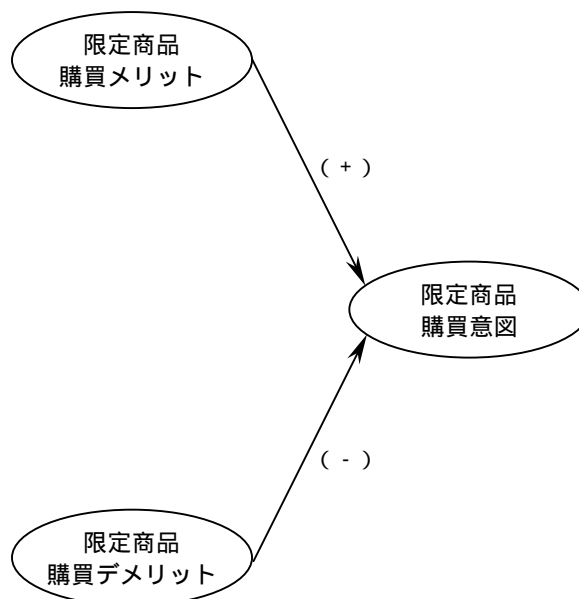 限定商品
購買メリット
( + )
限定商品
購買意図
( - )
限定商品
購買デメリット